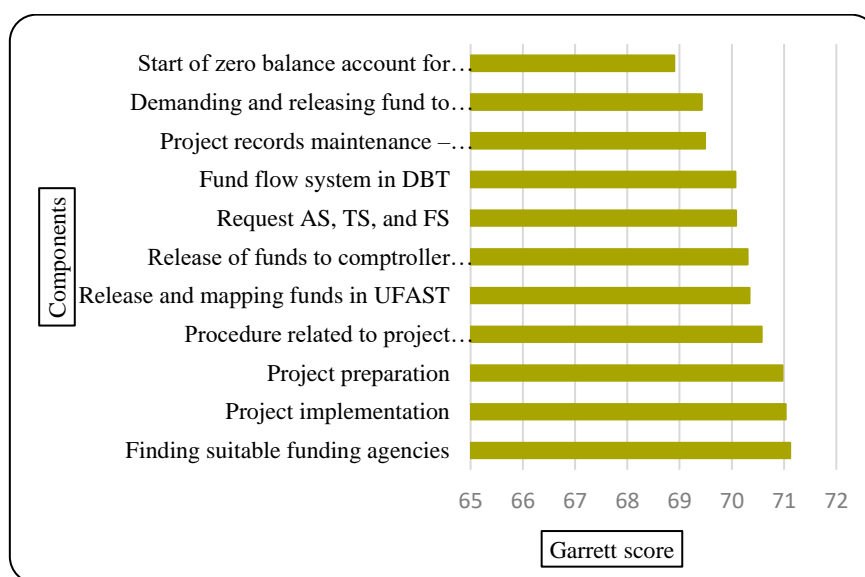 Start of zero balance account for…
Demanding and releasing fund to…
Project records maintenance –…
Fund flow system in DBT
Request AS, TS, and FS
Release of funds to comptroller…
Release and mapping funds in UFAST
Procedure related to project…
Project preparation
Project implementation
Finding suitable funding agencies
Components
65 66 67 68 69 70 71 72
Garrett score